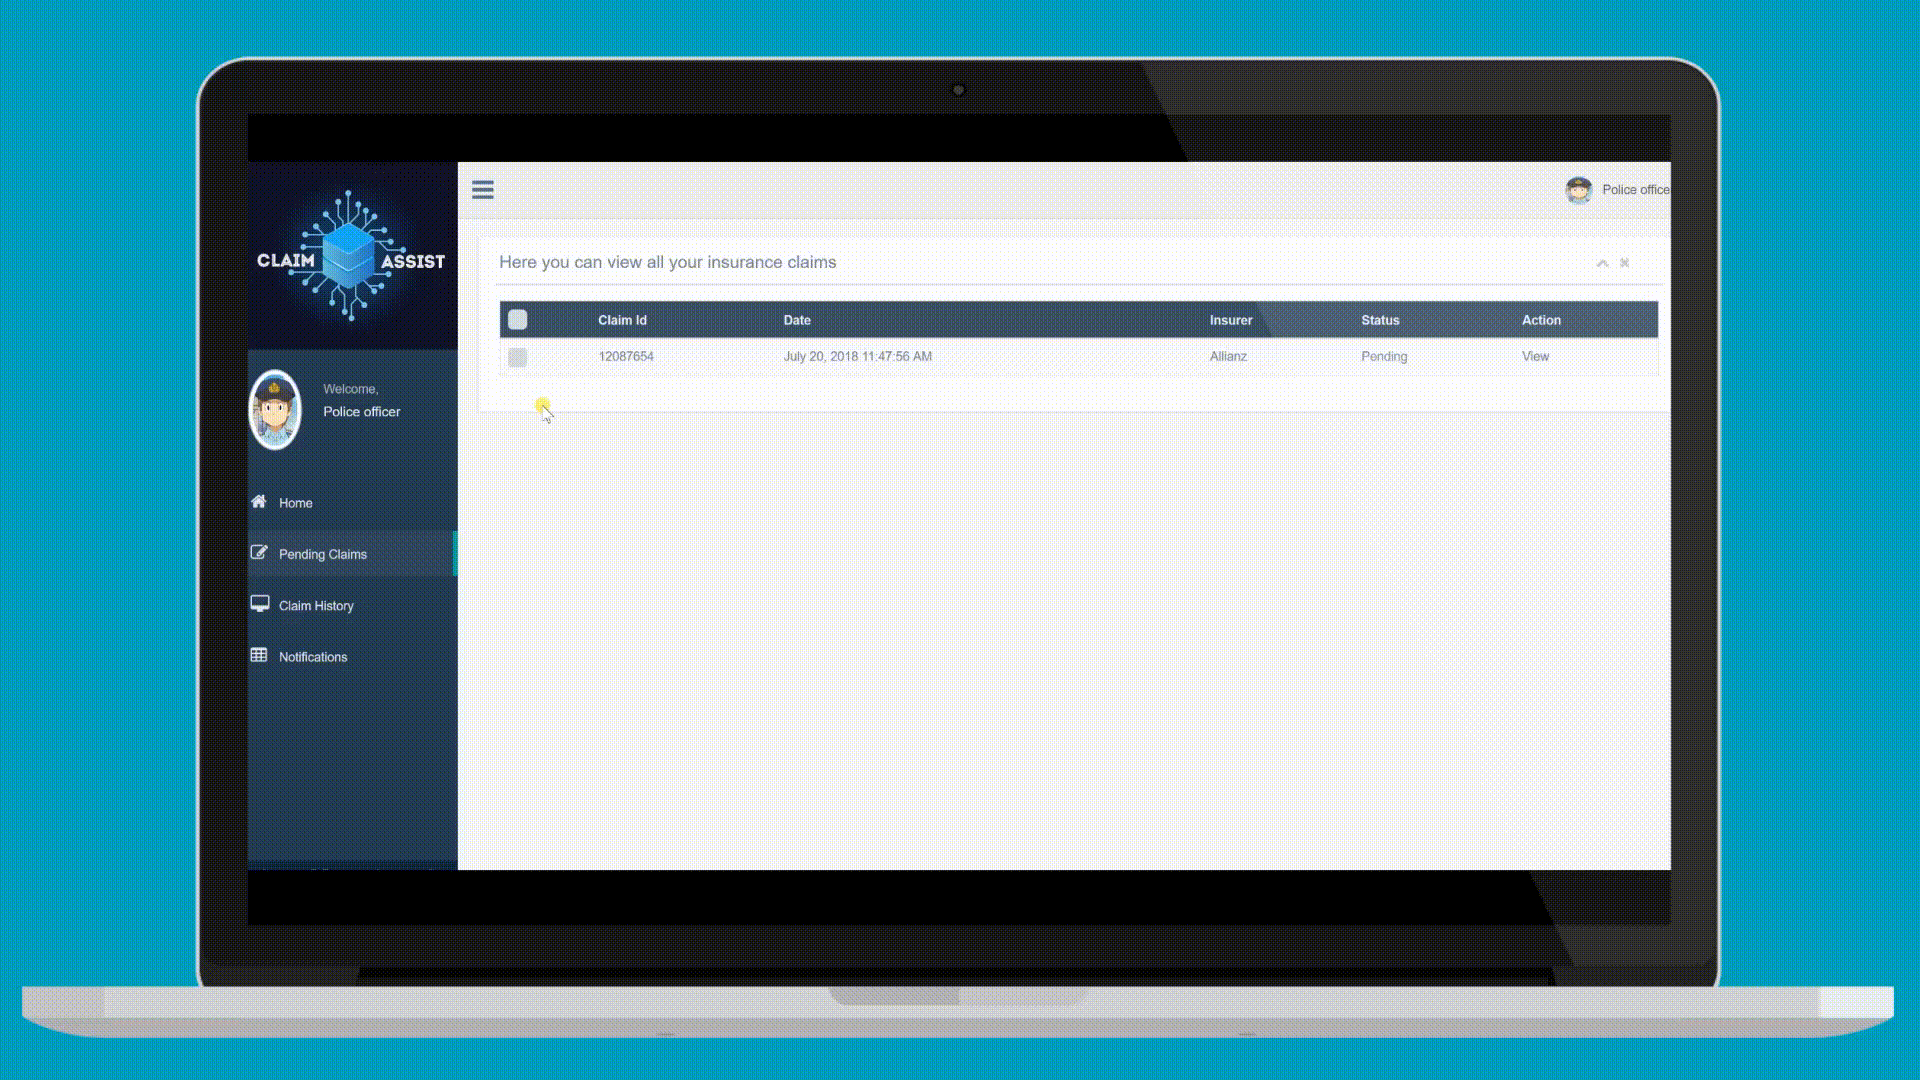 CLAIM ASSIST
Police office
Here you can view all your insurance claims
Claim Id Date Insurer Status Action
12087654 July 20, 2018 11:47:56 AM Allianz Pending View
Welcome,
Police officer
Home
Pending Claims
Claim History
Notifications